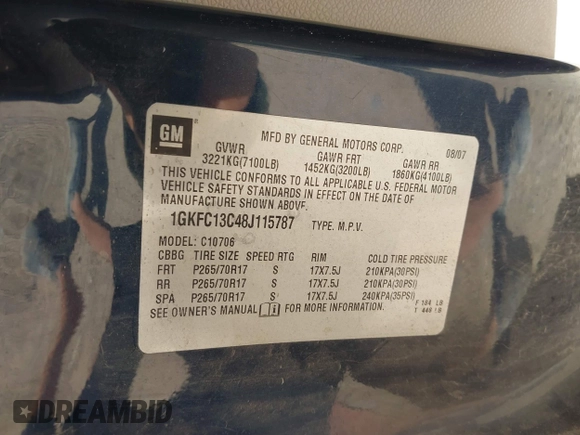 GM
MFD BY GENERAL MOTORS CORP. 08/07
GVWR GAWR FRT GAWR RR
3221KG(7100LB) 1452KG(3200LB) 1860KG(4100LB)
THIS VEHICLE CONFORMS TO ALL APPLICABLE U.S. FEDERAL MOTOR
VEHICLE SAFETY STANDARDS IN EFFECT ON THE DATE OF
MANUFACTURE SHOWN ABOVE.
1GKFC13C48J115787 TYPE: M.P.V.
MODEL: C10706
CBBG TIRE SIZE SPEED RTG RIM COLD TIRE PRESSURE
FRT P265/70R17 S 17X7.5J 210KPA(30PSI)
RR P265/70R17 S 17X7.5J 210KPA(30PSI)
SPA P265/70R17 S 17X7.5J 240KPA(35PSI)
SEE OWNER'S MANUAL FOR MORE INFORMATION.
F 184 LB
T 446 LB
DREAMBID